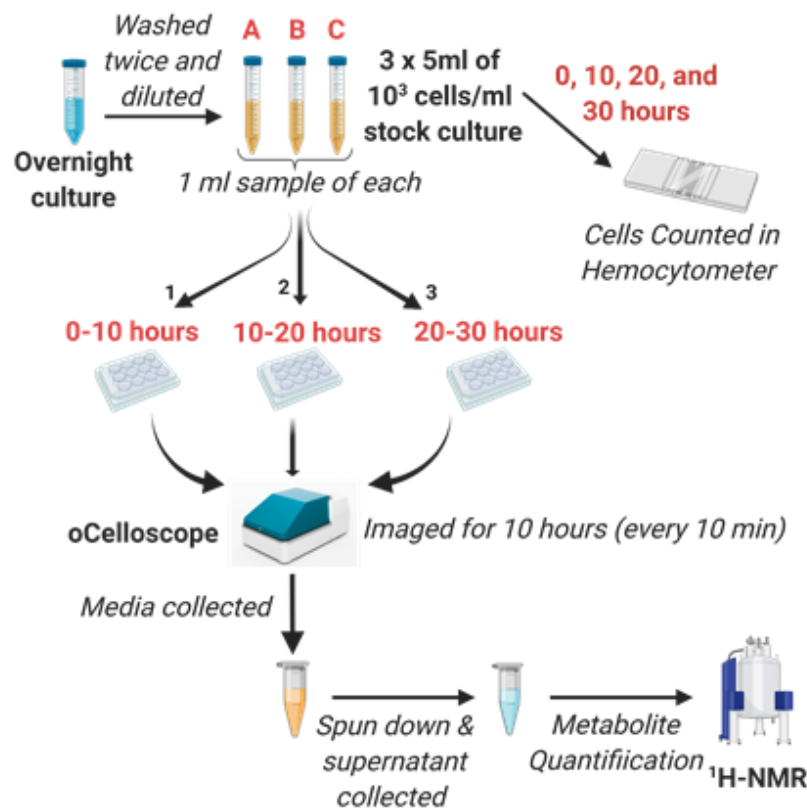 Washed
twice and
diluted
A B C
3 x 5ml of
10³ cells/ml
stock culture
0, 10, 20, and
30 hours
Overnight
culture
1 ml sample of each
Cells Counted in
Hemocytometer
1 2 3
0-10 hours 10-20 hours 20-30 hours
oCelloscope
Imaged for 10 hours (every 10 min)
Media collected
Spun down &
supernatant
collected
Metabolite
Quantifiication
¹H-NMR